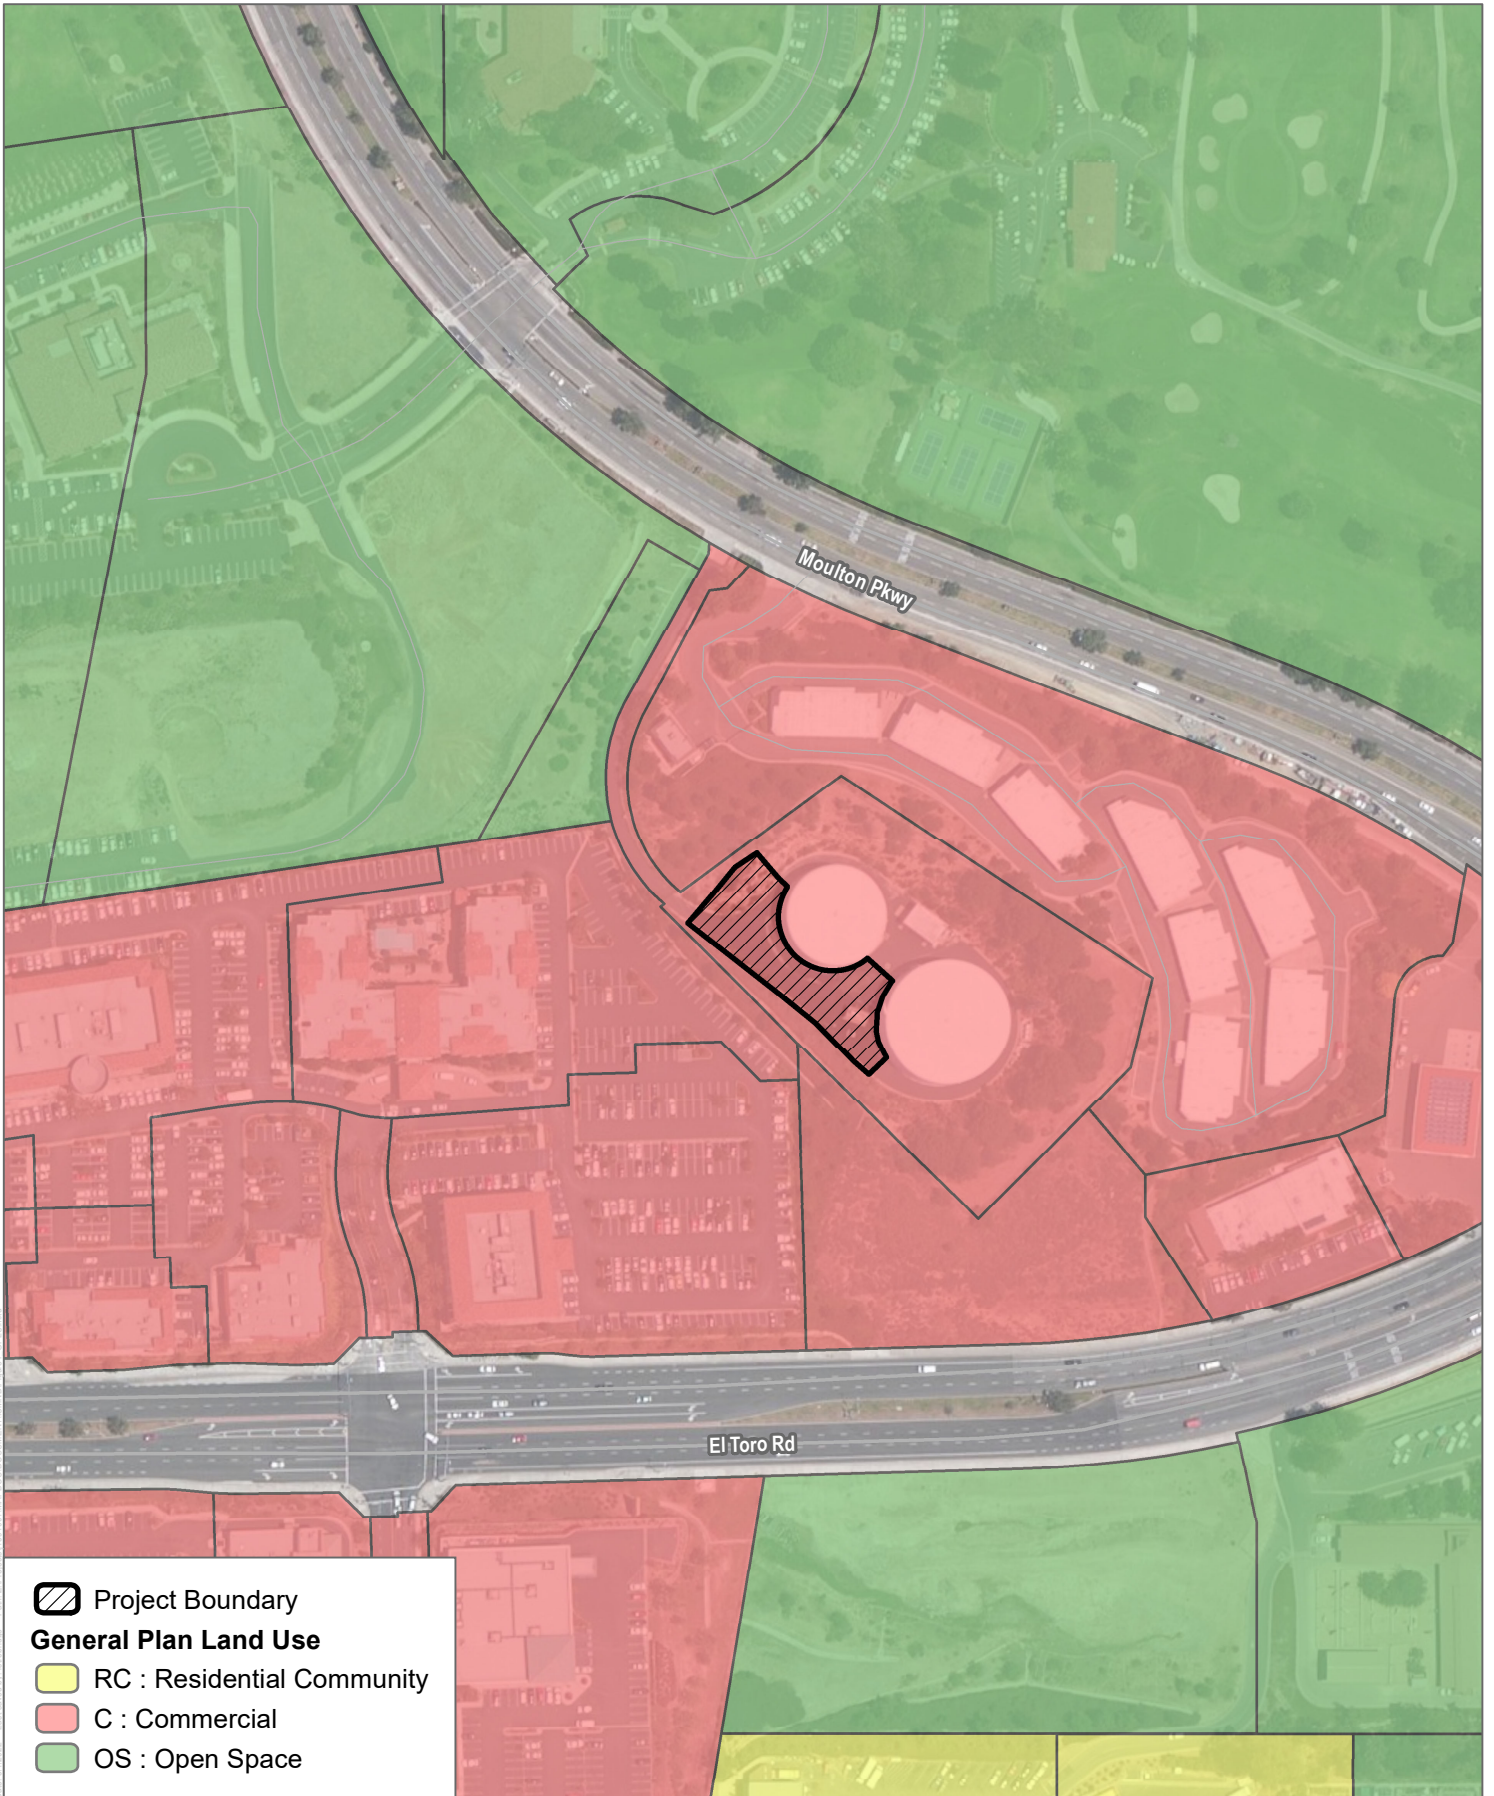 Moulton Pkwy
El Toro Rd
Project Boundary
General Plan Land Use
RC : Residential Community
C : Commercial
OS : Open Space